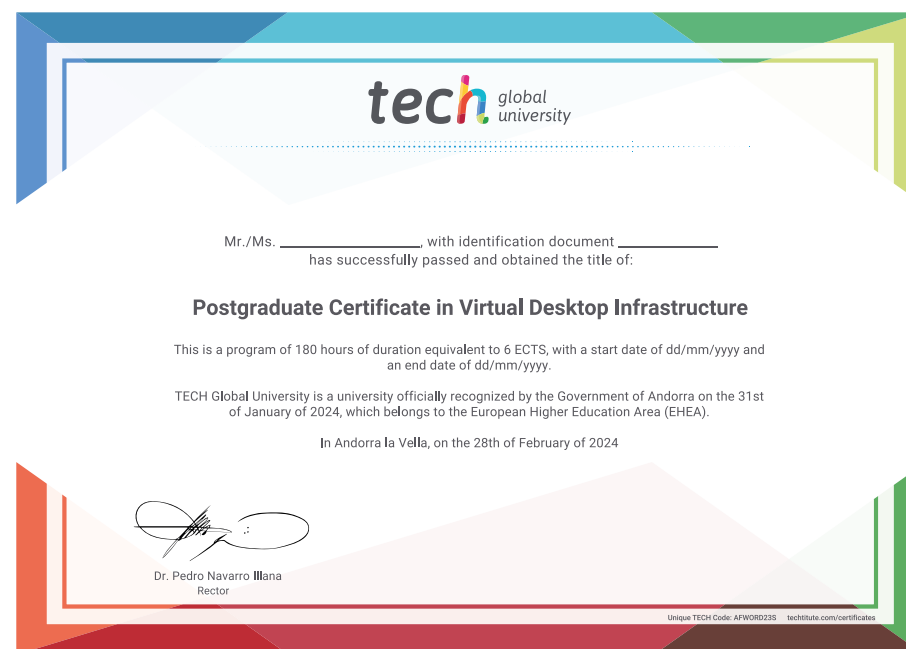 tech global university
Mr./Ms. ____________________, with identification document ______________
has successfully passed and obtained the title of:
Postgraduate Certificate in Virtual Desktop Infrastructure
This is a program of 180 hours of duration equivalent to 6 ECTS, with a start date of dd/mm/yyyy and
an end date of dd/mm/yyyy.
TECH Global University is a university officially recognized by the Government of Andorra on the 31st
of January of 2024, which belongs to the European Higher Education Area (EHEA).
In Andorra la Vella, on the 28th of February of 2024
Dr. Pedro Navarro Illana
Rector
Unique TECH Code: AFWORD23S techtitute.com/certificates